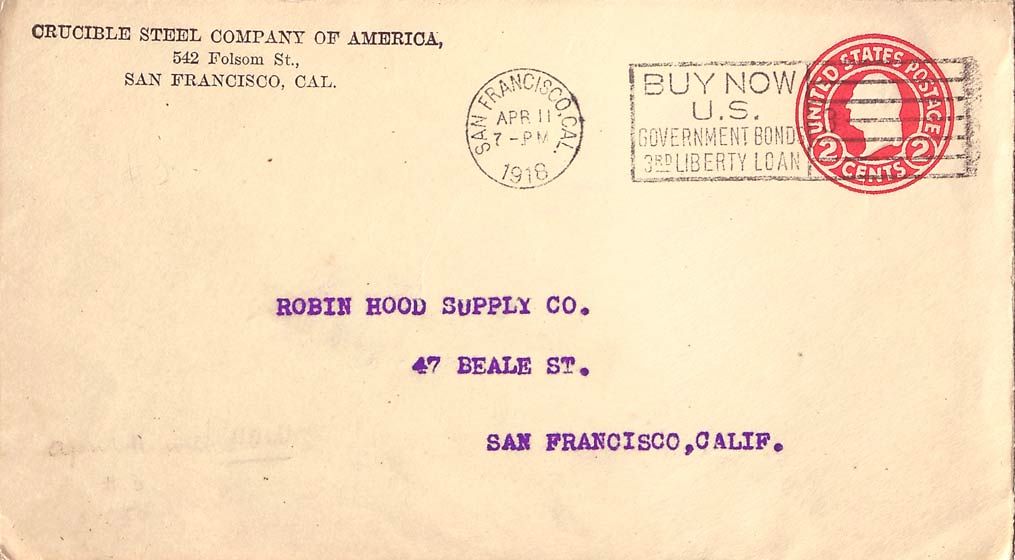 CRUCIBLE STEEL COMPANY OF AMERICA,
542 Folsom St.,
SAN FRANCISCO, CAL.
SAN FRANCISCO, CAL.
APR 11
7-PM
1918
BUY NOW
U.S.
GOVERNMENT BOND
3RD LIBERTY LOAN
UNITED STATES POSTAGE
2 CENTS 2
ROBIN HOOD SUPPLY CO.
47 BEALE ST.
SAN FRANCISCO,CALIF.